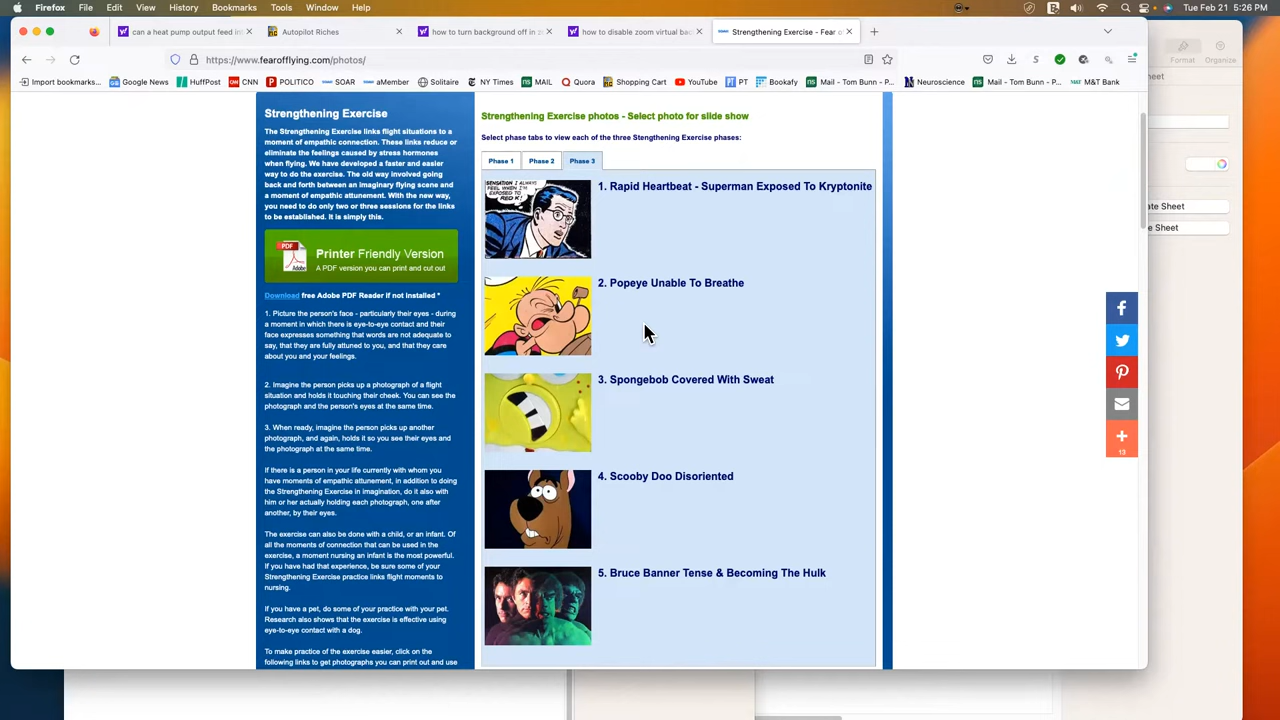 Firefox File Edit View History Bookmarks Tools Window Help
Tue Feb 21 5:26 PM
can a heat pump output feed in
Autopilot Riches
how to turn background off in z
how to disable zoom virtual bac
Strengthening Exercise - Fear o
https://www.fearofflying.com/photos/
Import bookmarks... Google News HuffPost CNN POLITICO SOAR aMember Solitaire NY Times MAIL Quora Shopping Cart YouTube PT Bookafy Mail - Tom Bunn - P... Neuroscience Mail - Tom Bunn - P... M&T Bank
Format Organize
Strengthening Exercise
The Strengthening Exercise links flight situations to a
moment of empathic connection. These links reduce or
eliminate the feelings caused by stress hormones
when flying. We have developed a faster and easier
way to do the exercise. The old way involved going
back and forth between an imaginary flying scene and
a moment of empathic attunement. With the new way,
you need to do only two or three sessions for the links
to be established. It is simply this.
PDF
Adobe
Printer Friendly Version
A PDF version you can print and cut out
Download free Adobe PDF Reader if not installed *
1. Picture the person's face - particularly their eyes - during
a moment in which there is eye-to-eye contact and their
face expresses something that words are not adequate to
say, that they are fully attuned to you, and that they care
about you and your feelings.
2. Imagine the person picks up a photograph of a flight
situation and holds it touching their cheek. You can see the
photograph and the person's eyes at the same time.
3. When ready, imagine the person picks up another
photograph, and again, holds it so you see their eyes and
the photograph at the same time.
If there is a person in your life currently with whom you
have moments of empathic attunement, in addition to doing
the Strengthening Exercise in imagination, do it also with
him or her actually holding each photograph, one after
another, by their eyes.
The exercise can also be done with a child, or an infant. Of
all the moments of connection that can be used in the
exercise, a moment nursing an infant is the most powerful.
If you have had that experience, be sure some of your
Strengthening Exercise practice links flight moments to
nursing.
If you have a pet, do some of your practice with your pet.
Research also shows that the exercise is effective using
eye-to-eye contact with a dog.
To make practice of the exercise easier, click on the
following links to get photographs you can print out and use
Strengthening Exercise photos - Select photo for slide show
Select phase tabs to view each of the three Stengthening Exercise phases:
Phase 1 Phase 2 Phase 3
SENSATION I ALWAYS
FEEL WHEN I'M
EXPOSED TO
RED K!
1. Rapid Heartbeat - Superman Exposed To Kryptonite
2. Popeye Unable To Breathe
3. Spongebob Covered With Sweat
4. Scooby Doo Disoriented
5. Bruce Banner Tense & Becoming The Hulk
13
heet
ate Sheet
e Sheet